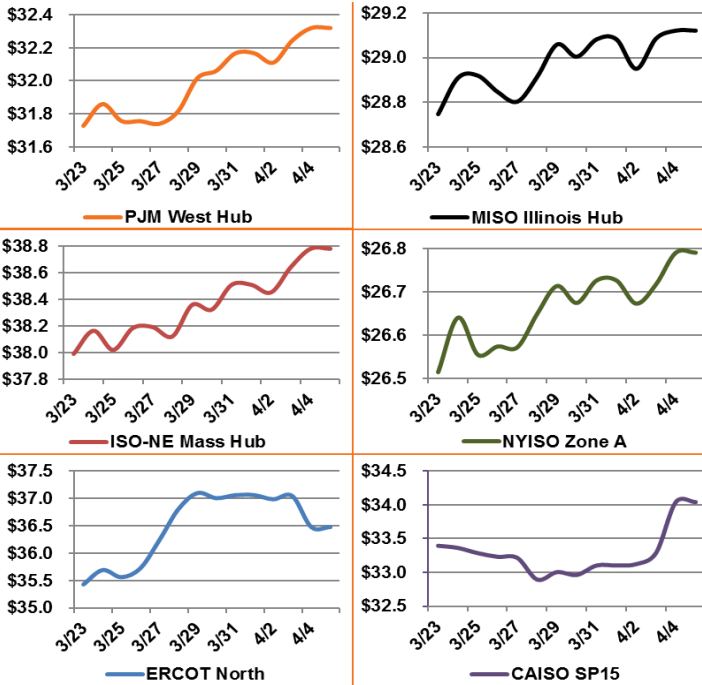 $32.4
$32.2
$32.0
$31.8
$31.6
3/23 3/25 3/27 3/29 3/31 4/2 4/4
PJM West Hub
$29.2
$29.0
$28.8
$28.6
3/23 3/25 3/27 3/29 3/31 4/2 4/4
MISO Illinois Hub
$38.8
$38.6
$38.4
$38.2
$38.0
$37.8
3/23 3/25 3/27 3/29 3/31 4/2 4/4
ISO-NE Mass Hub
$26.8
$26.7
$26.6
$26.5
3/23 3/25 3/27 3/29 3/31 4/2 4/4
NYISO Zone A
$37.5
$37.0
$36.5
$36.0
$35.5
$35.0
3/23 3/25 3/27 3/29 3/31 4/2 4/4
ERCOT North
$34.5
$34.0
$33.5
$33.0
$32.5
3/23 3/25 3/27 3/29 3/31 4/2 4/4
CAISO SP15